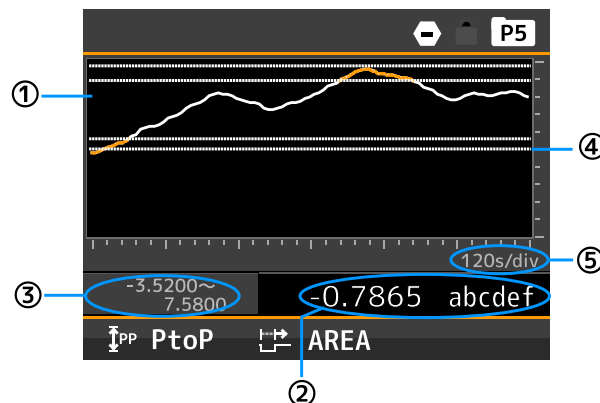 P5
①
④
120s/div
⑤
③
-3.5200～
7.5800
-0.7865 abcdef
PP PtoP AREA
②